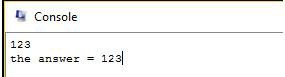 Console
123
the answer = 123